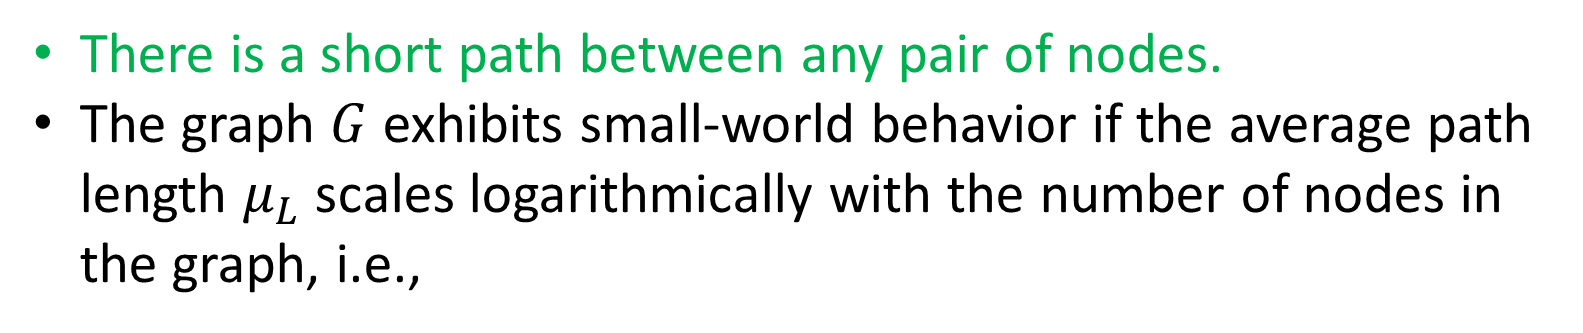 • There is a short path between any pair of nodes.
• The graph 𝐺 exhibits small-world behavior if the average path
length 𝜇_𝐿 scales logarithmically with the number of nodes in
the graph, i.e.,